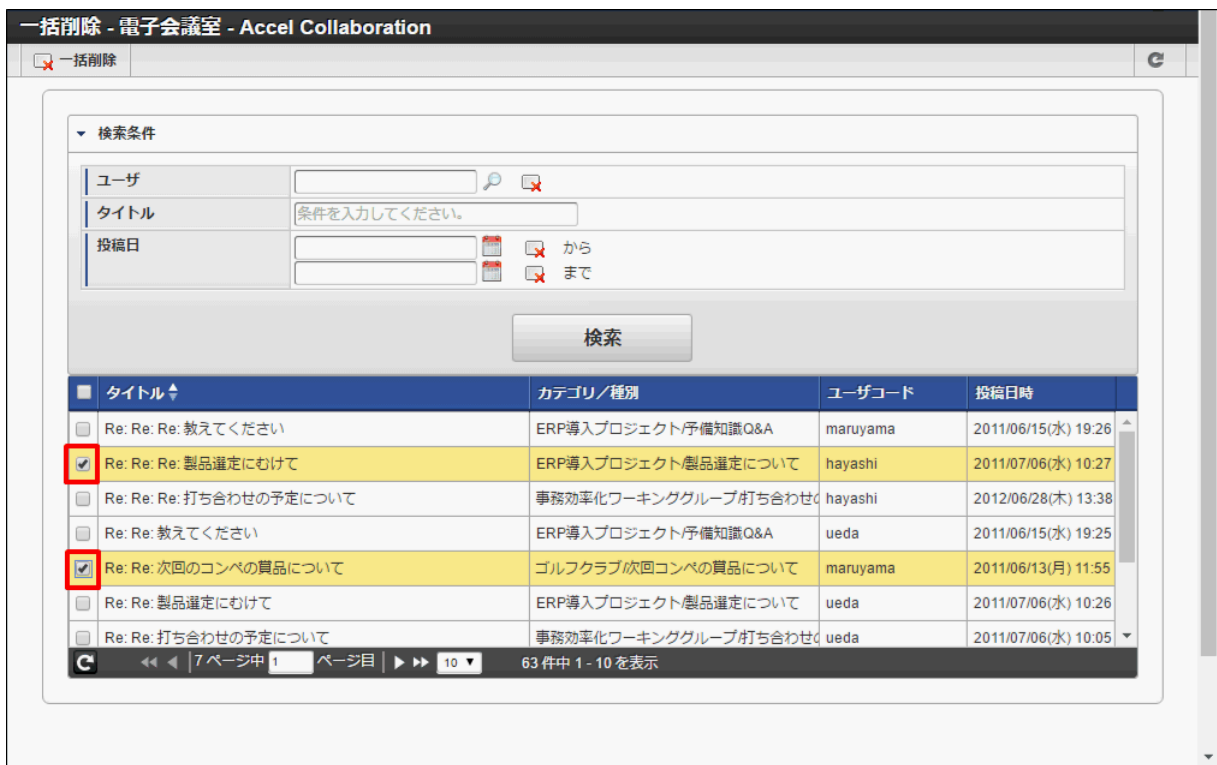 一括削除 - 電子会議室 - Accel Collaboration
一括削除
検索条件
ユーザ
タイトル 条件を入力してください。
投稿日 から
まで
検索
タイトル カテゴリ／種別 ユーザコード 投稿日時
Re: Re: Re: 教えてください ERP導入プロジェクト/予備知識Q&A maruyama 2011/06/15(水) 19:26
Re: Re: Re: 製品選定にむけて ERP導入プロジェクト/製品選定について hayashi 2011/07/06(水) 10:27
Re: Re: Re: 打ち合わせの予定について 事務効率化ワーキンググループ/打ち合わせ hayashi 2012/06/28(木) 13:38
Re: Re: 教えてください ERP導入プロジェクト/予備知識Q&A ueda 2011/06/15(水) 19:25
Re: Re: 次回のコンペの賞品について ゴルフクラブ/次回コンペの賞品について maruyama 2011/06/13(月) 11:55
Re: Re: 製品選定にむけて ERP導入プロジェクト/製品選定について ueda 2011/07/06(水) 10:26
Re: Re: 打ち合わせの予定について 事務効率化ワーキンググループ/打ち合わせ ueda 2011/07/06(水) 10:05
7 ページ中 1 ページ目 10 63 件中 1 - 10 を表示